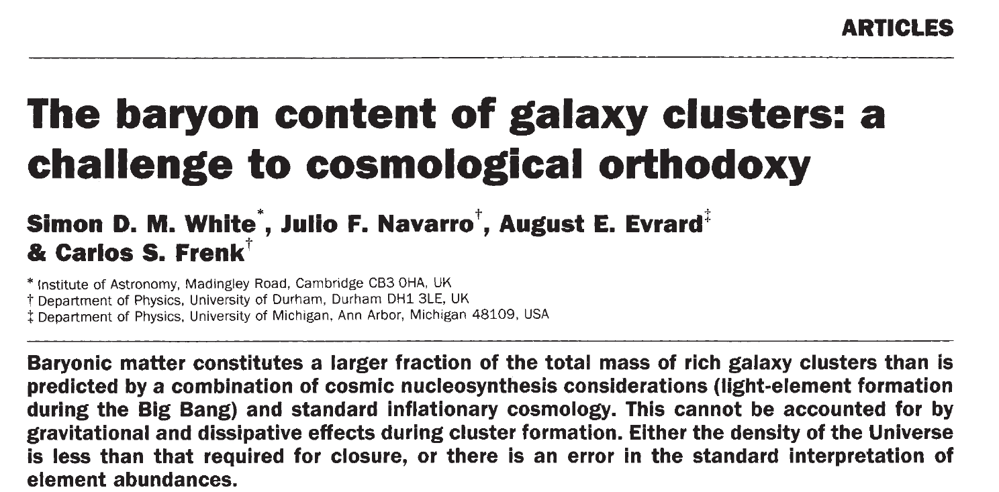 ARTICLES
The baryon content of galaxy clusters: a
challenge to cosmological orthodoxy
Simon D. M. White*, Julio F. Navarro†, August E. Evrard‡
& Carlos S. Frenk†
* Institute of Astronomy, Madingley Road, Cambridge CB3 0HA, UK
† Department of Physics, University of Durham, Durham DH1 3LE, UK
‡ Department of Physics, University of Michigan, Ann Arbor, Michigan 48109, USA
Baryonic matter constitutes a larger fraction of the total mass of rich galaxy clusters than is
predicted by a combination of cosmic nucleosynthesis considerations (light-element formation
during the Big Bang) and standard inflationary cosmology. This cannot be accounted for by
gravitational and dissipative effects during cluster formation. Either the density of the Universe
is less than that required for closure, or there is an error in the standard interpretation of
element abundances.